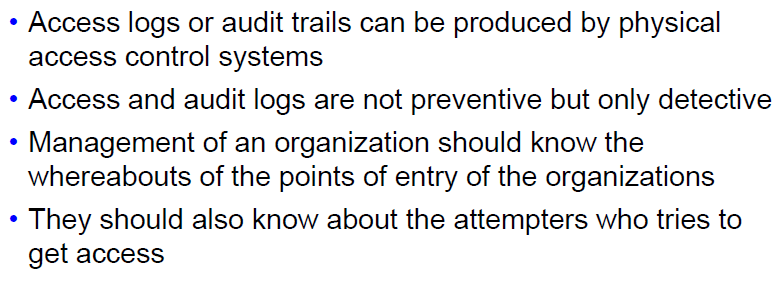 • Access logs or audit trails can be produced by physical
access control systems
• Access and audit logs are not preventive but only detective
• Management of an organization should know the
whereabouts of the points of entry of the organizations
• They should also know about the attempters who tries to
get access